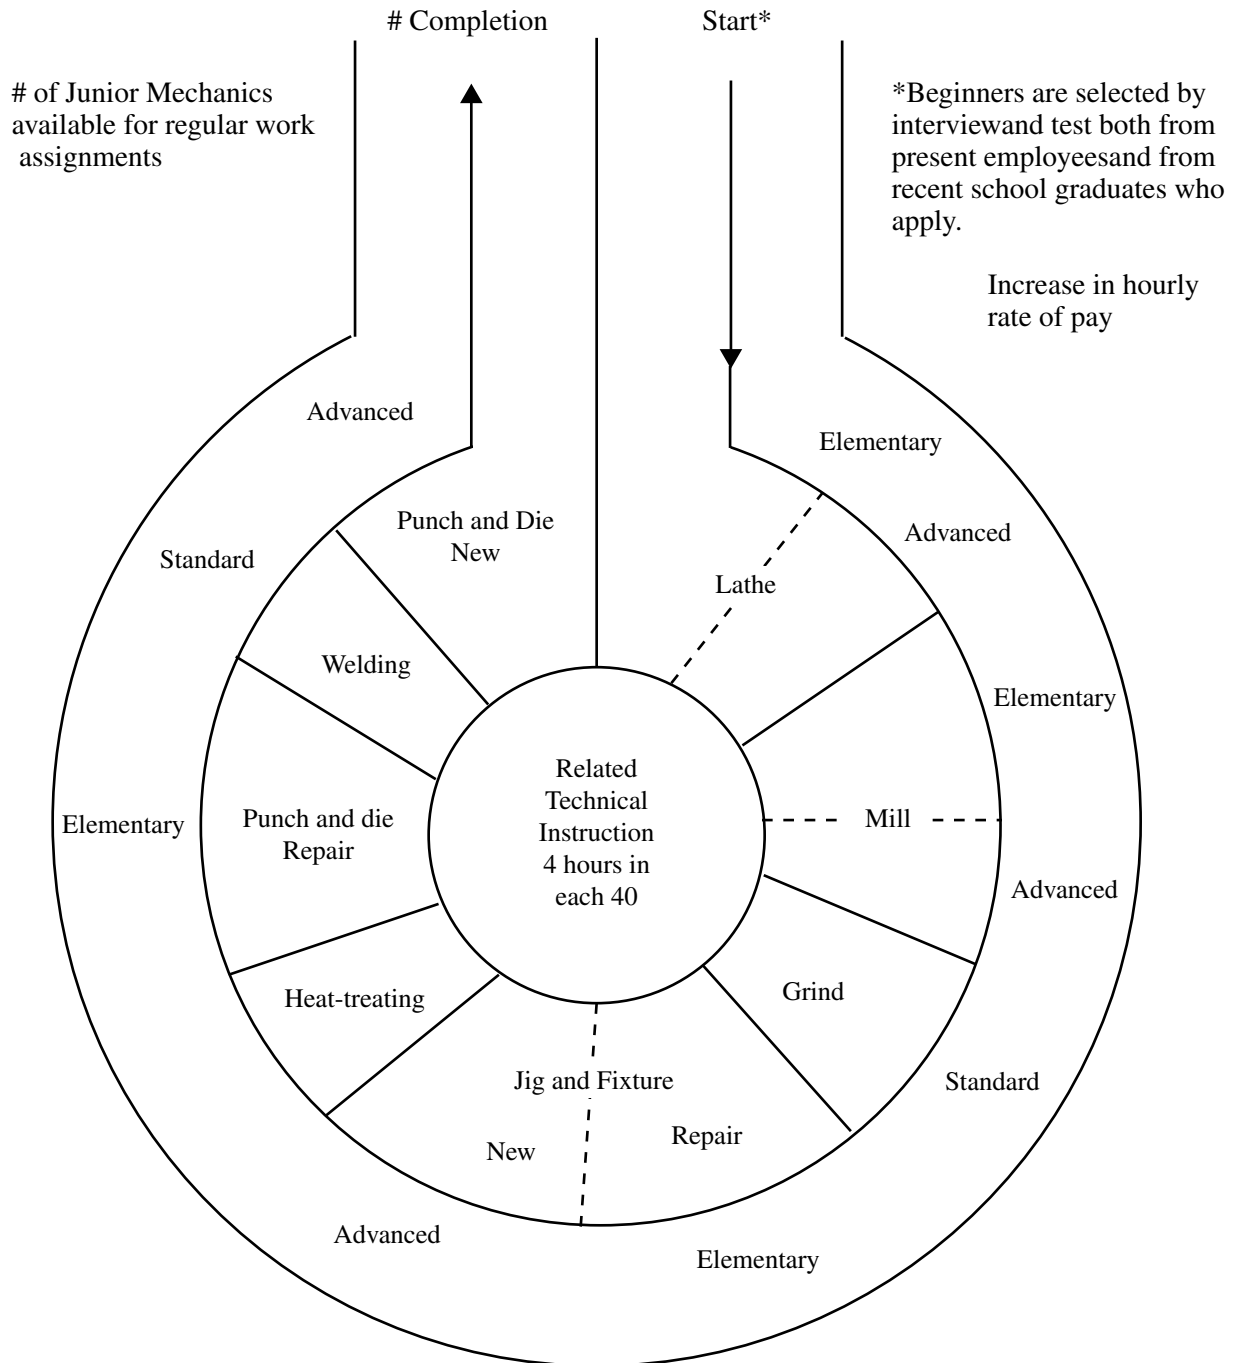 # Completion
Start*
# of Junior Mechanics
available for regular work
assignments
*Beginners are selected by
interviewand test both from
present employeesand from
recent school graduates who
apply.
Increase in hourly
rate of pay
Advanced
Elementary
Punch and Die
New
Advanced
Standard
Lathe
Welding
Elementary
Related
Technical
Instruction
4 hours in
each 40
Elementary
Punch and die
Repair
Mill
Advanced
Heat-treating
Grind
Jig and Fixture
Standard
New
Repair
Advanced
Elementary